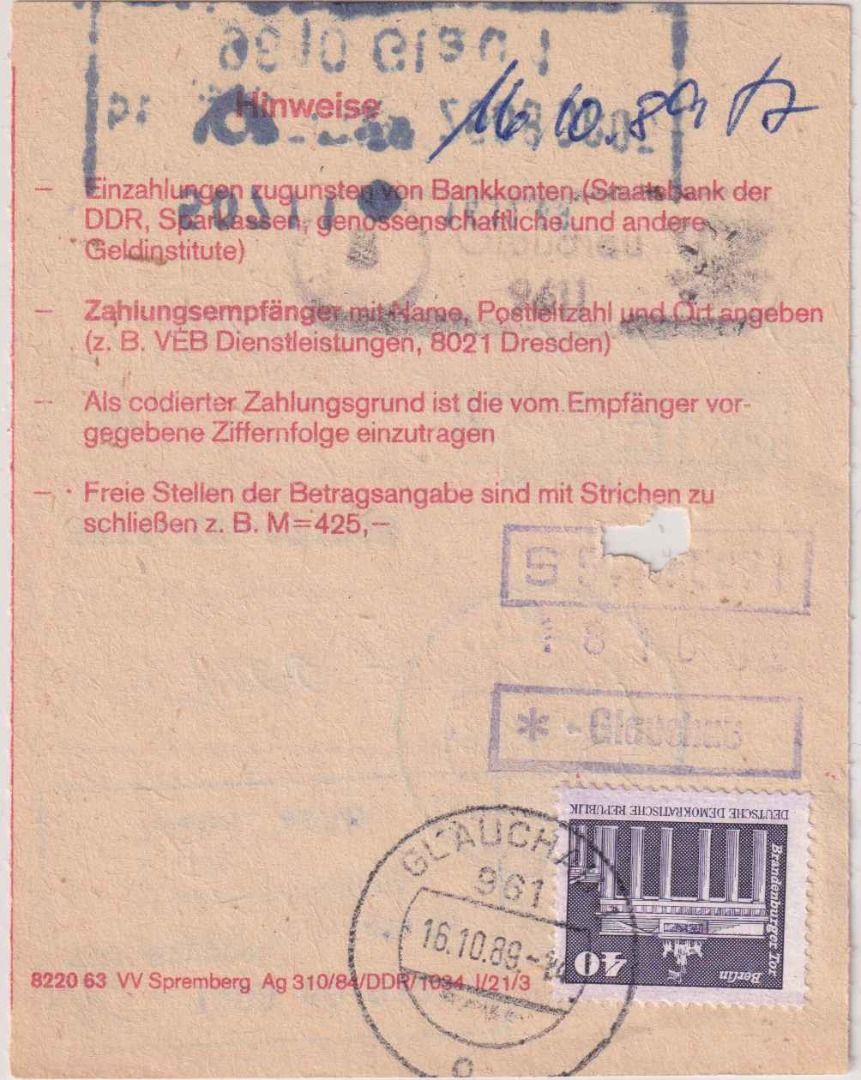 16.10.89
Hinweise
— Einzahlungen zugunsten von Bankkonten (Staatsbank der
DDR, Sparkassen, genossenschaftliche und andere
Geldinstitute)
— Zahlungsempfänger mit Name, Postleitzahl und Ort angeben
(z. B. VEB Dienstleistungen, 8021 Dresden)
— Als codierter Zahlungsgrund ist die vom Empfänger vor-
gegebene Ziffernfolge einzutragen
— Freie Stellen der Betragsangabe sind mit Strichen zu
schließen z. B. M=425,–
* - Glauchau
DEUTSCHE DEMOKRATISCHE REPUBLIK
Brandenburger Tor
Berlin
40
GLAUCHAU
961
16.10.89
o
8220 63 VV Spremberg Ag 310/84/DDR/1034 I/21/3